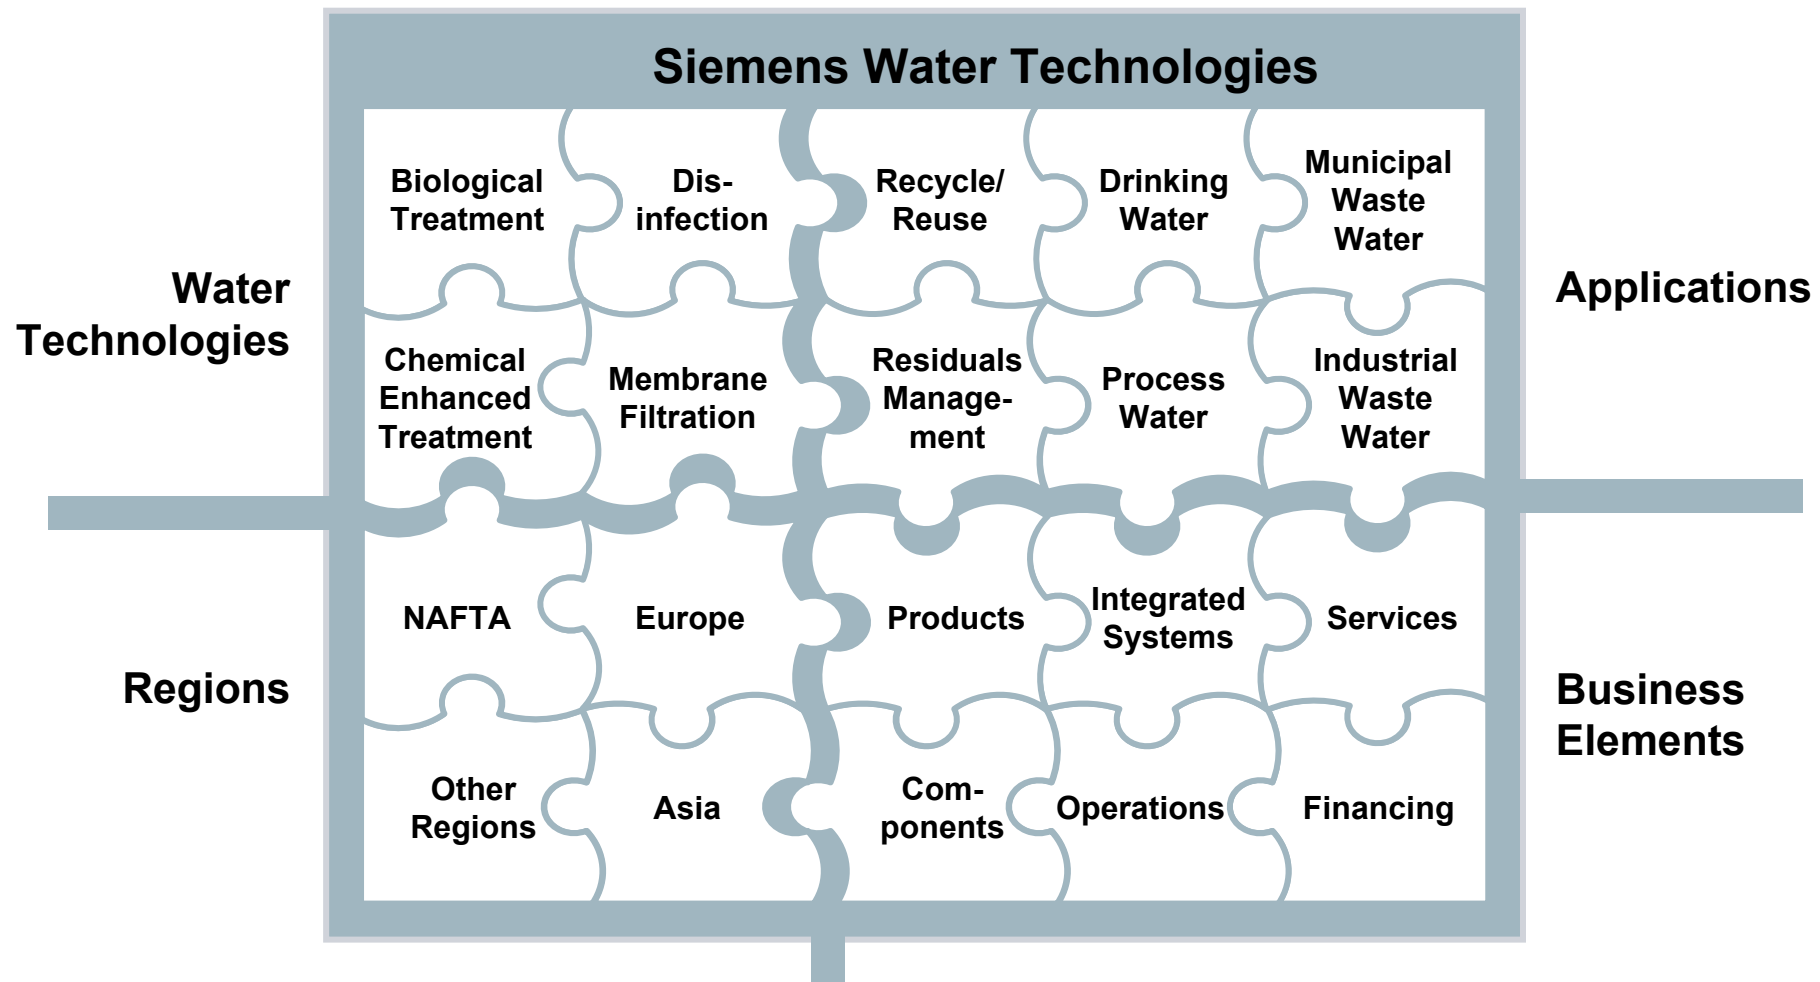 Siemens Water Technologies
Water
Technologies
Biological
Treatment
Dis-
infection
Chemical
Enhanced
Treatment
Membrane
Filtration
Applications
Recycle/
Reuse
Drinking
Water
Municipal
Waste
Water
Residuals
Manage-
ment
Process
Water
Industrial
Waste
Water
Regions
NAFTA
Europe
Other
Regions
Asia
Business
Elements
Products
Integrated
Systems
Services
Com-
ponents
Operations
Financing